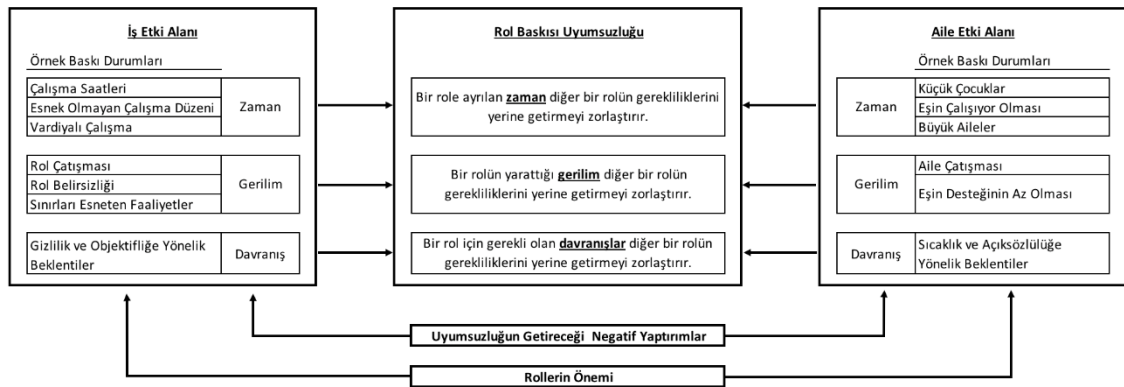 İş Etki Alanı
Örnek Baskı Durumları
Çalışma Saatleri
Esnek Olmayan Çalışma Düzeni
Vardiyalı Çalışma
Zaman
Rol Çatışması
Rol Belirsizliği
Sınırları Esneten Faaliyetler
Gerilim
Gizlilik ve Objektifliğe Yönelik
Beklentiler
Davranış
Rol Baskısı Uyumsuzluğu
Bir role ayrılan zaman diğer bir rolün gerekliliklerini
yerine getirmeyi zorlaştırır.
Bir rolün yarattığı gerilim diğer bir rolün
gerekliliklerini yerine getirmeyi zorlaştırır.
Bir rol için gerekli olan davranışlar diğer bir rolün
gerekliliklerini yerine getirmeyi zorlaştırır.
Aile Etki Alanı
Örnek Baskı Durumları
Zaman
Küçük Çocuklar
Eşin Çalışıyor Olması
Büyük Aileler
Gerilim
Aile Çatışması
Eşin Desteğinin Az Olması
Davranış
Sıcaklık ve Açıksözlülüğe
Yönelik Beklentiler
Uyumsuzluğun Getireceği Negatif Yaptırımlar
Rollerin Önemi